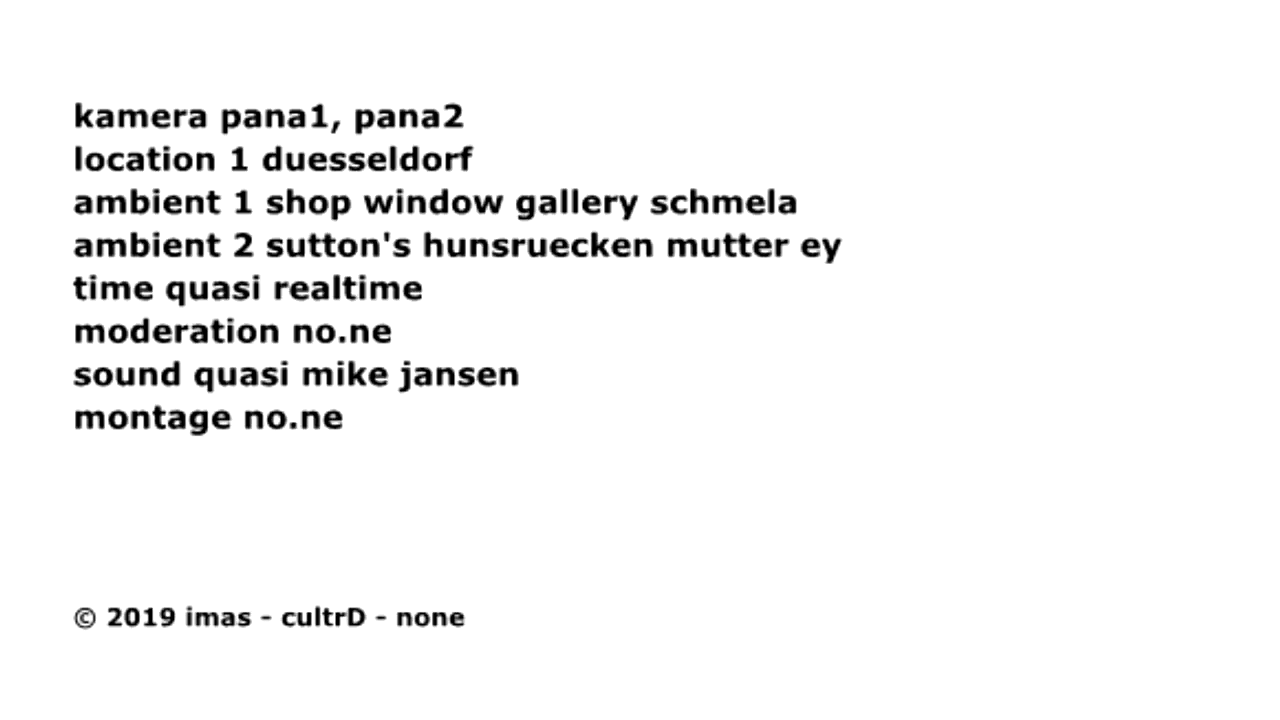 kamera pana1, pana2
location 1 duesseldorf
ambient 1 shop window gallery schmela
ambient 2 sutton's hunsruecken mutter ey
time quasi realtime
moderation no.ne
sound quasi mike jansen
montage no.ne
© 2019 imas - cultrD - none